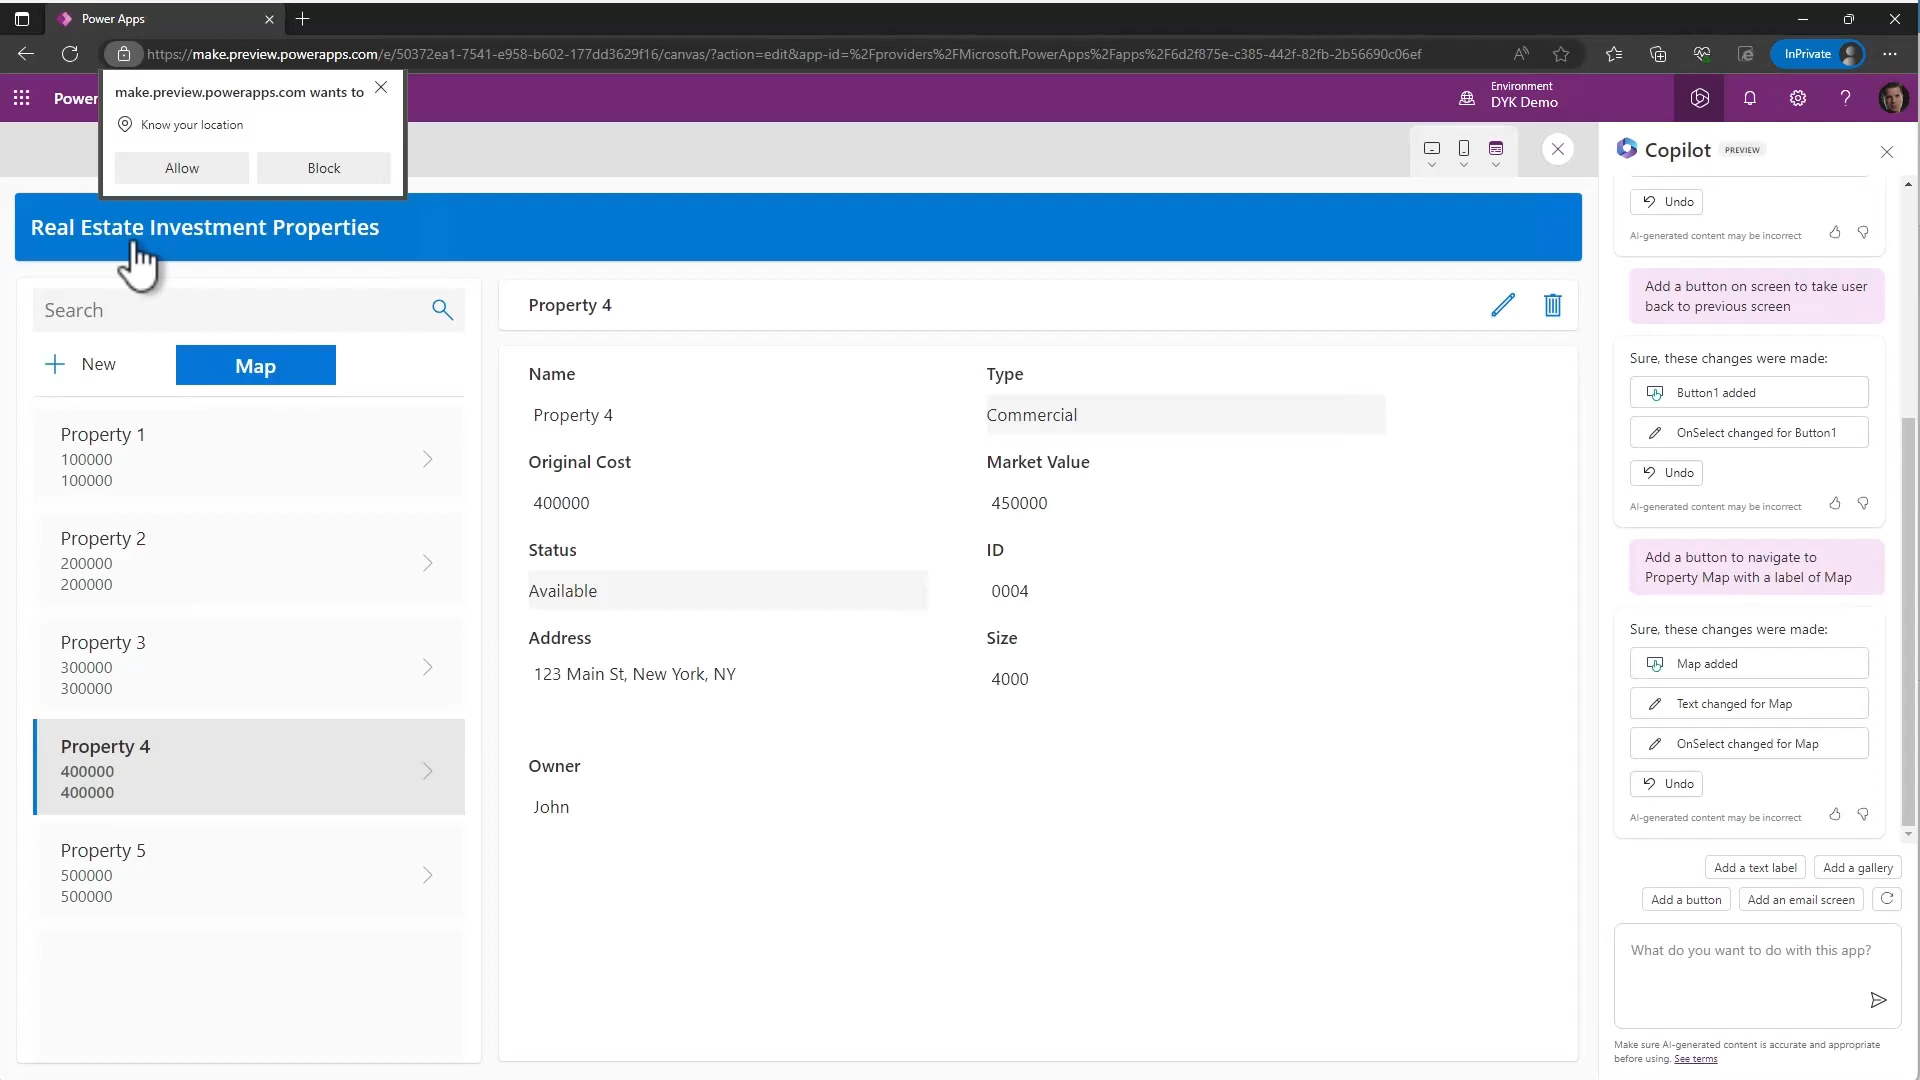 Power Apps
https://make.preview.powerapps.com/e/50372ea1-7541-e958-b602-177dd3629f16/canvas/?action=edit&app-id=%2Fproviders%2FMicrosoft.PowerApps%2Fapps%2F6d2f875e-c385-442f-82fb-2b56690c06ef
InPrivate
Power
Environment
DYK Demo
make.preview.powerapps.com wants to
Know your location
Allow
Block
Real Estate Investment Properties
Search
New
Map
Property 1
100000
100000
Property 2
200000
200000
Property 3
300000
300000
Property 4
400000
400000
Property 5
500000
500000
Property 4
Name
Property 4
Type
Commercial
Original Cost
400000
Market Value
450000
Status
Available
ID
0004
Address
123 Main St, New York, NY
Size
4000
Owner
John
Copilot PREVIEW
Undo
AI-generated content may be incorrect
Add a button on screen to take user
back to previous screen
Sure, these changes were made:
Button1 added
OnSelect changed for Button1
Undo
AI-generated content may be incorrect
Add a button to navigate to
Property Map with a label of Map
Sure, these changes were made:
Map added
Text changed for Map
OnSelect changed for Map
Undo
AI-generated content may be incorrect
Add a text label
Add a gallery
Add a button
Add an email screen
What do you want to do with this app?
Make sure AI-generated content is accurate and appropriate
before using. See terms